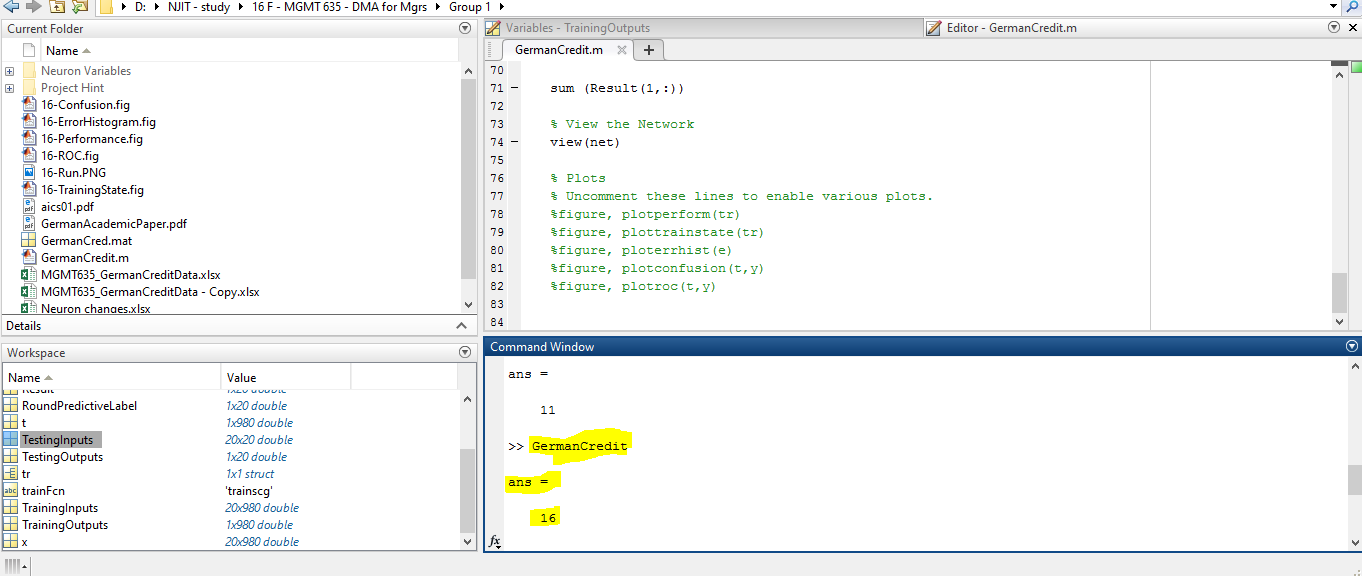 D: ▸ NJIT - study ▸ 16 F - MGMT 635 - DMA for Mgrs ▸ Group 1 ▸
Current Folder
Name
Neuron Variables
Project Hint
16-Confusion.fig
16-ErrorHistogram.fig
16-Performance.fig
16-ROC.fig
16-Run.PNG
16-TrainingState.fig
aics01.pdf
GermanAcademicPaper.pdf
GermanCred.mat
GermanCredit.m
MGMT635_GermanCreditData.xlsx
MGMT635_GermanCreditData - Copy.xlsx
Neuron changes.xlsx
Details
Workspace
Name Value
Result 1x20 double
RoundPredictiveLabel 1x20 double
t 1x980 double
TestingInputs 20x20 double
TestingOutputs 1x20 double
tr 1x1 struct
trainFcn 'trainscg'
TrainingInputs 20x980 double
TrainingOutputs 1x980 double
x 20x980 double
Variables - TrainingOutputs
Editor - GermanCredit.m
GermanCredit.m
70
71 – sum (Result(1,:))
72
73 % View the Network
74 – view(net)
75
76 % Plots
77 % Uncomment these lines to enable various plots.
78 %figure, plotperform(tr)
79 %figure, plottrainstate(tr)
80 %figure, ploterrhist(e)
81 %figure, plotconfusion(t,y)
82 %figure, plotroc(t,y)
83
84
Command Window
ans =
11
>> GermanCredit
ans =
16
fx